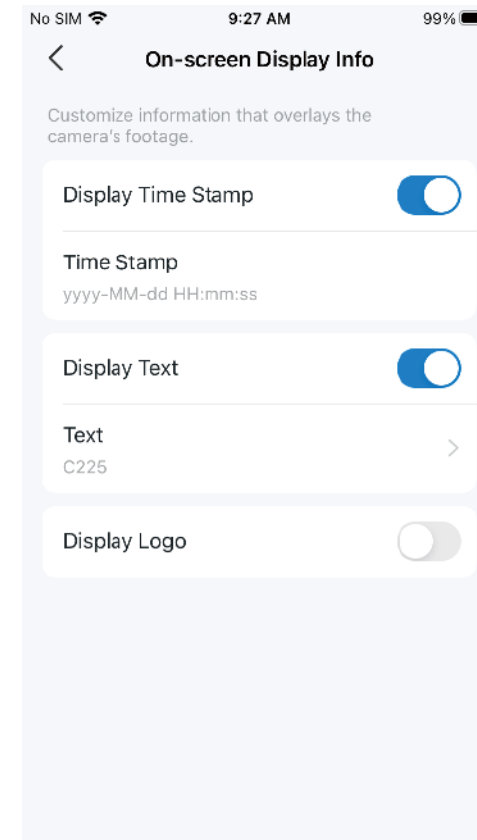 No SIM 9:27 AM 99%
On-screen Display Info
Customize information that overlays the
camera's footage.
Display Time Stamp
Time Stamp
yyyy-MM-dd HH:mm:ss
Display Text
Text
C225
Display Logo